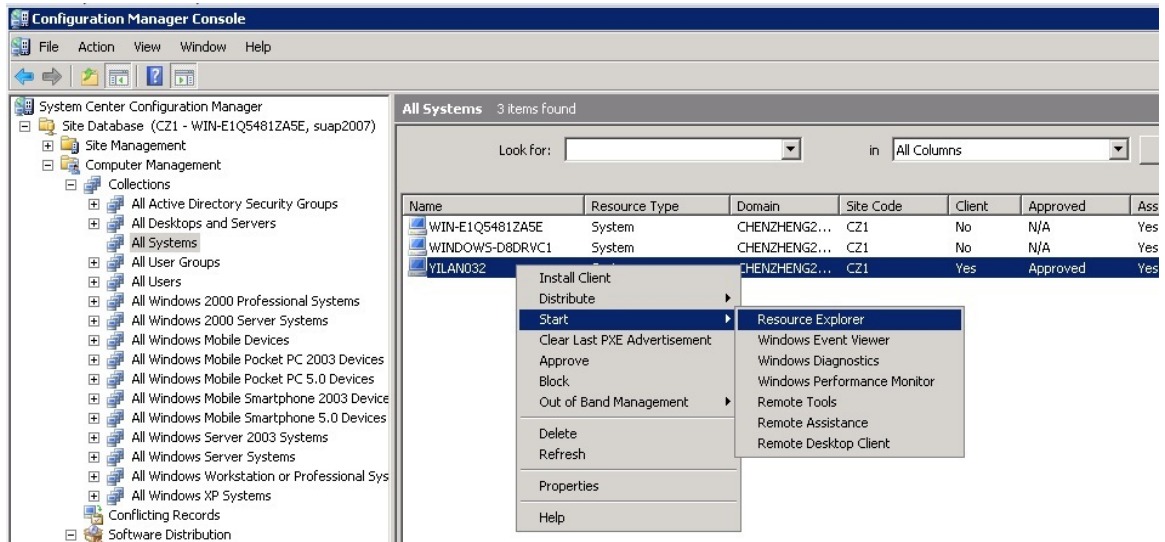 Configuration Manager Console
File Action View Window Help
System Center Configuration Manager
Site Database (CZ1 - WIN-E1Q5481ZA5E, suap2007)
Site Management
Computer Management
Collections
All Active Directory Security Groups
All Desktops and Servers
All Systems
All User Groups
All Users
All Windows 2000 Professional Systems
All Windows 2000 Server Systems
All Windows Mobile Devices
All Windows Mobile Pocket PC 2003 Devices
All Windows Mobile Pocket PC 5.0 Devices
All Windows Mobile Smartphone 2003 Device
All Windows Mobile Smartphone 5.0 Devices
All Windows Server 2003 Systems
All Windows Server Systems
All Windows Workstation or Professional Sys
All Windows XP Systems
Conflicting Records
Software Distribution
All Systems 3 items found
Look for: in All Columns
Name Resource Type Domain Site Code Client Approved Ass
WIN-E1Q5481ZA5E System CHENZHENG2... CZ1 No N/A Yes
WINDOWS-D8DRVC1 System CHENZHENG2... CZ1 No N/A Yes
YILAN032 CHENZHENG2... CZ1 Yes Approved Yes
Install Client
Distribute
Start
Clear Last PXE Advertisement
Approve
Block
Out of Band Management
Delete
Refresh
Properties
Help
Resource Explorer
Windows Event Viewer
Windows Diagnostics
Windows Performance Monitor
Remote Tools
Remote Assistance
Remote Desktop Client